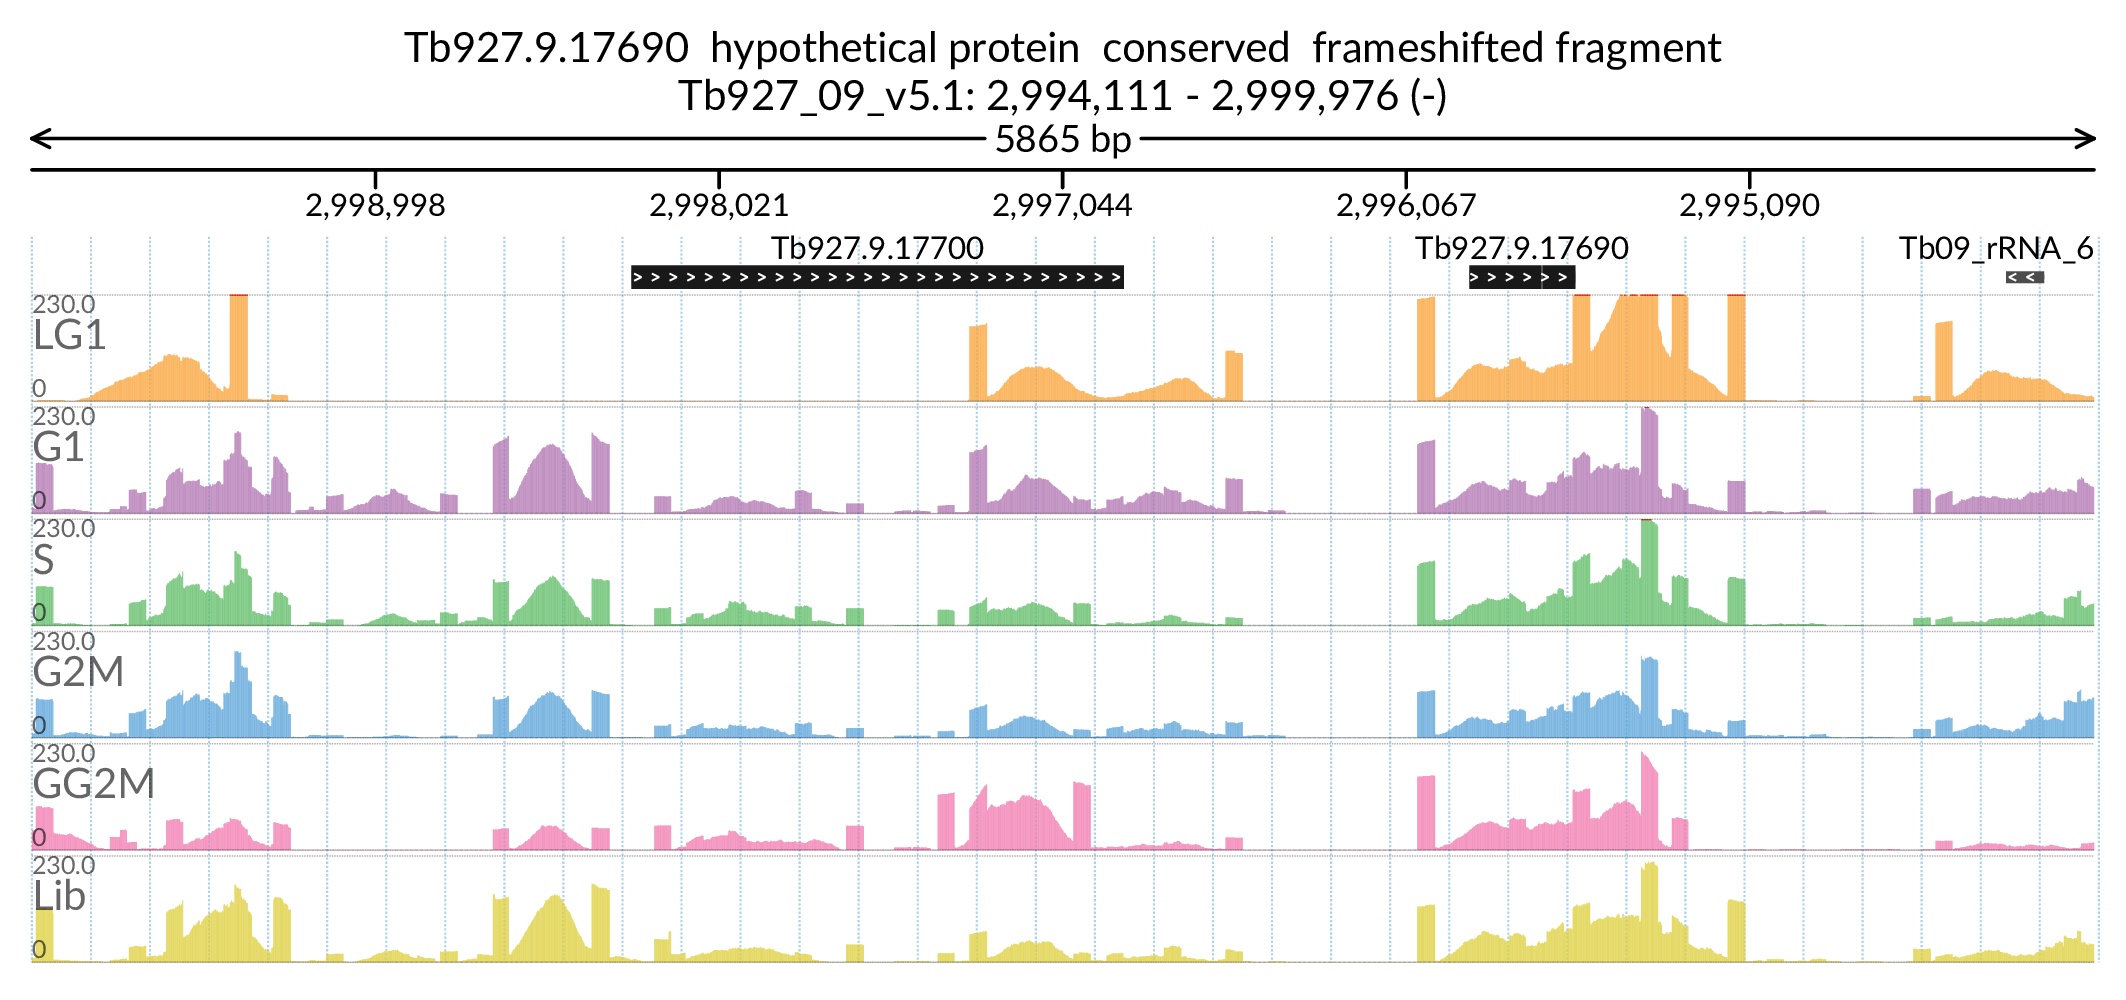 Tb927.9.17690 hypothetical protein conserved frameshifted fragment
Tb927_09_v5.1: 2,994,111 - 2,999,976 (-)
5865 bp
2,998,998 2,998,021 2,997,044 2,996,067 2,995,090
Tb927.9.17700 Tb927.9.17690 Tb09_rRNA_6
230.0
LG1
0
230.0
G1
0
230.0
S
0
230.0
G2M
0
230.0
GG2M
0
230.0
Lib
0